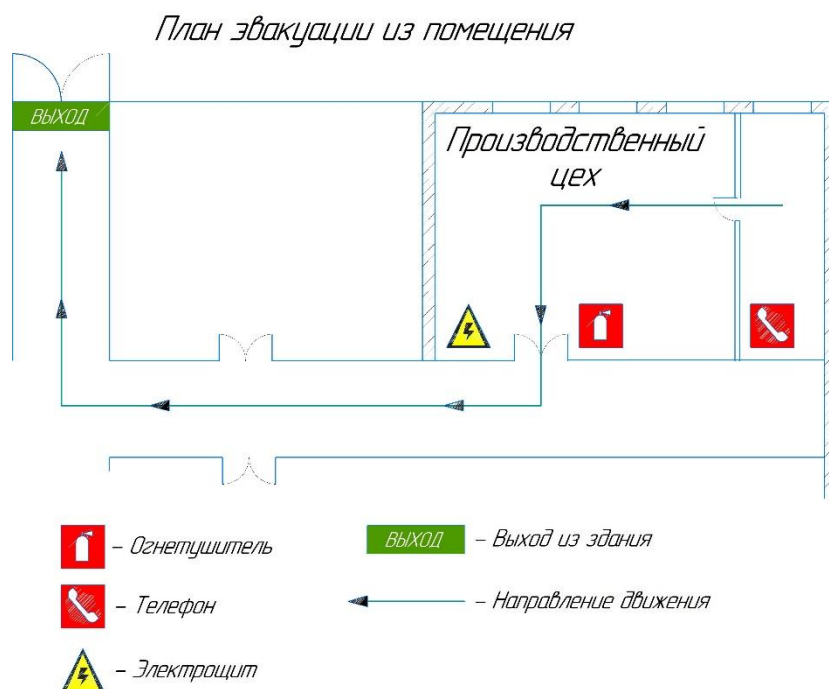 План эвакуации из помещения
ВЫХОД
Производственный
цех
– Огнетушитель
ВЫХОД – Выход из здания
– Телефон
– Направление движения
– Электрощит